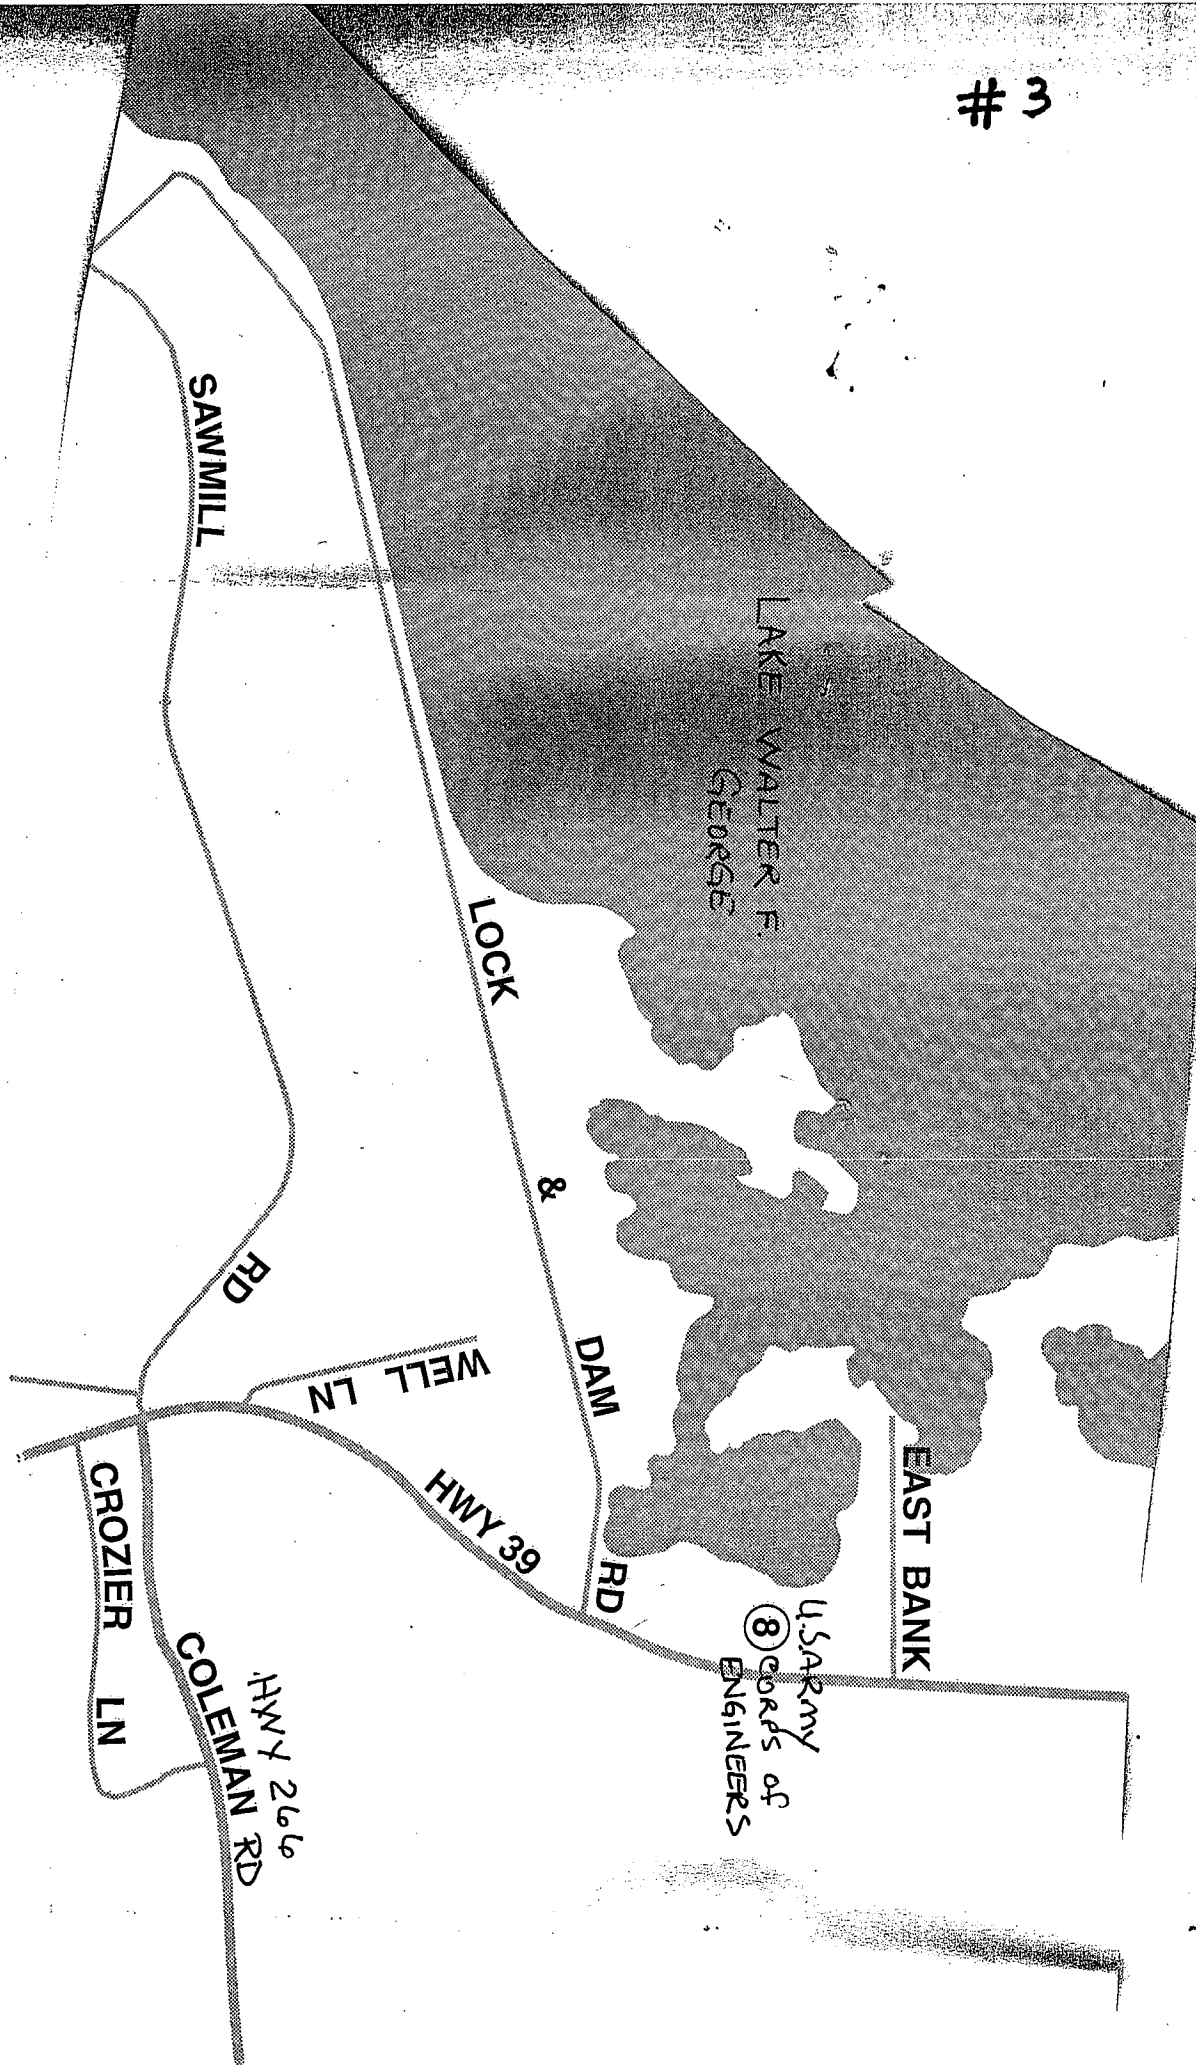 #3
LAKE WALTER F.
GEORGE
SAWMILL RD
LOCK & DAM RD
WELL LN
HWY 39
EAST BANK
U.S ARMY
8 CORPS of
ENGINEERS
CROZIER LN
COLEMAN RD
HWY 266